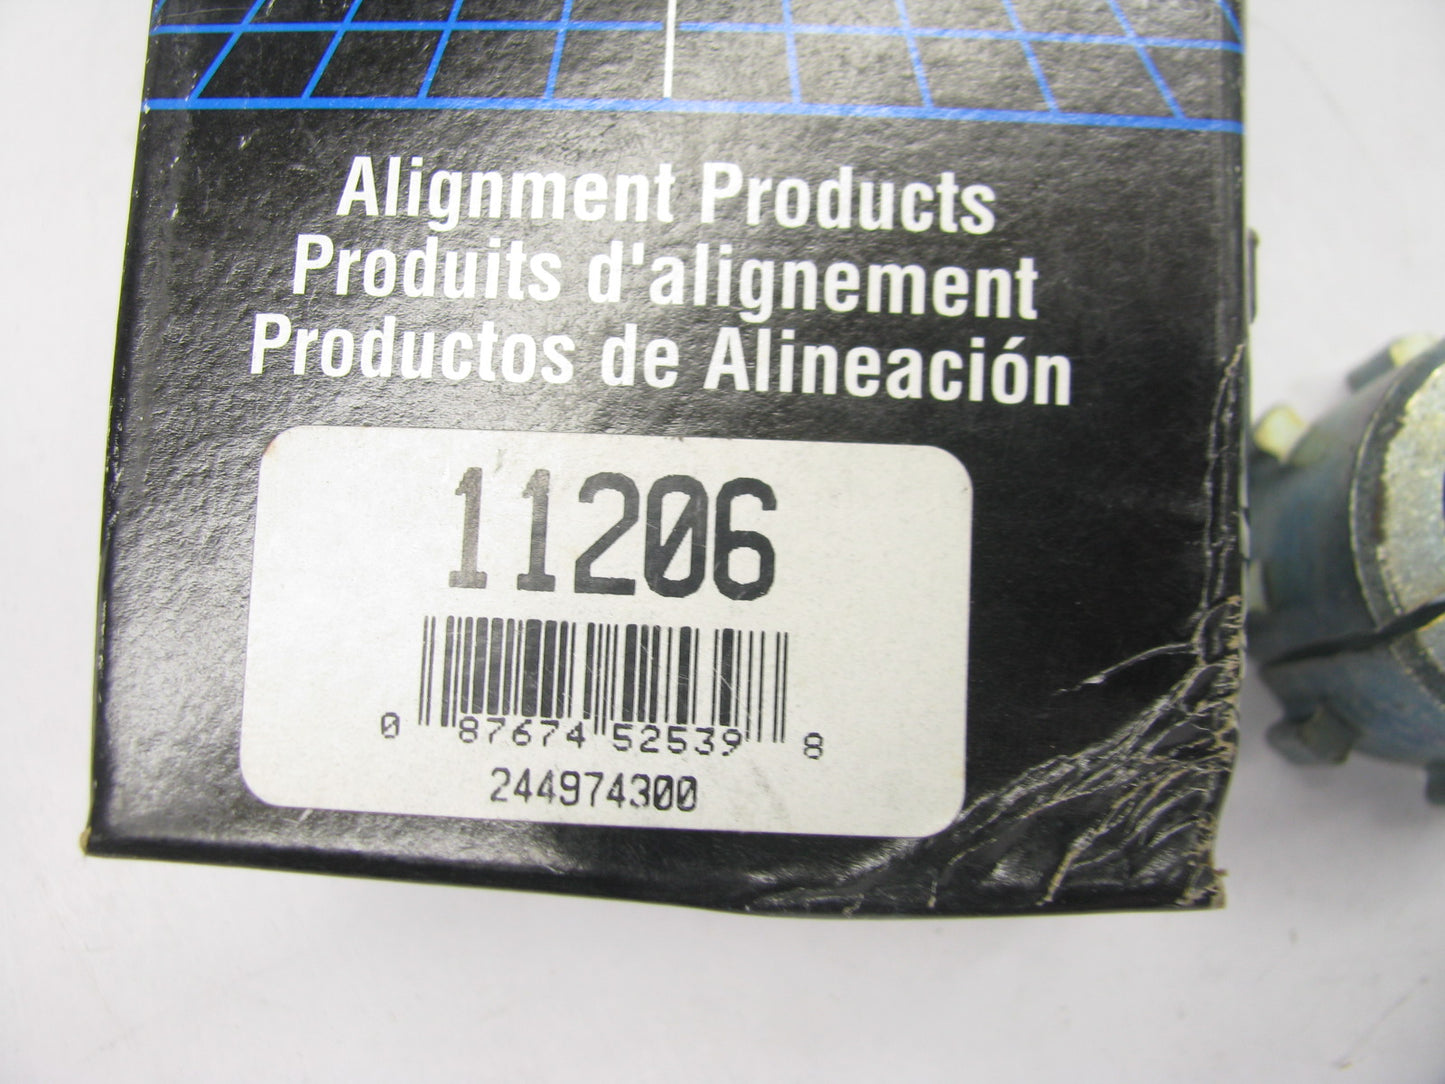 Alignment Products
Produits d'alignement
Productos de Alineación
11206
0 87674 52539 8
244974300